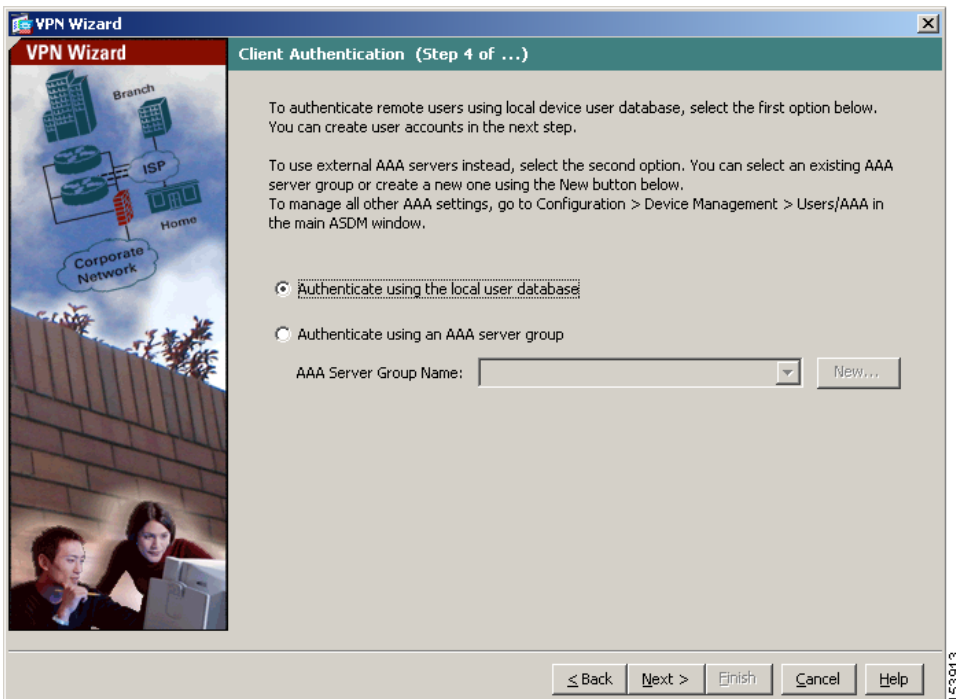 VPN Wizard
VPN Wizard
Client Authentication (Step 4 of ...)
Branch
ISP
Home
Corporate
Network
To authenticate remote users using local device user database, select the first option below.
You can create user accounts in the next step.
To use external AAA servers instead, select the second option. You can select an existing AAA
server group or create a new one using the New button below.
To manage all other AAA settings, go to Configuration > Device Management > Users/AAA in
the main ASDM window.
Authenticate using the local user database
Authenticate using an AAA server group
AAA Server Group Name:
New...
< Back
Next >
Finish
Cancel
Help